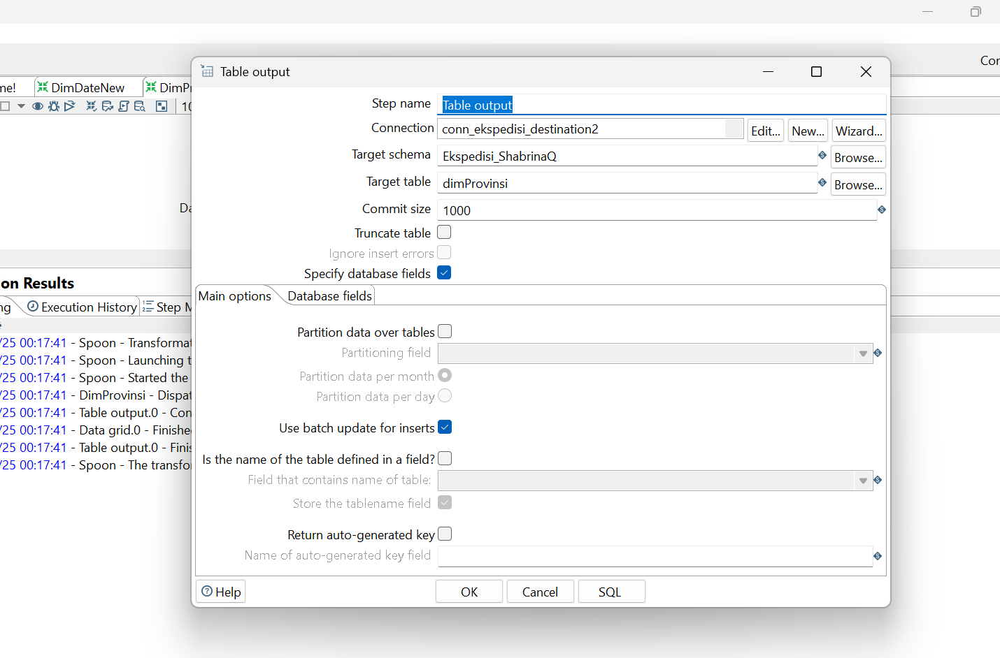 Cor
me!
DimDateNew
DimPr
10
Da
on Results
ng
Execution History
Step M
/25 00:17:41 - Spoon - Transformat
/25 00:17:41 - Spoon - Launching t
/25 00:17:41 - Spoon - Started the
/25 00:17:41 - DimProvinsi - Dispat
/25 00:17:41 - Table output.0 - Con
/25 00:17:41 - Data grid.0 - Finishe
/25 00:17:41 - Table output.0 - Finis
/25 00:17:41 - Spoon - The transfo
Table output
Step name Table output
Connection conn_ekspedisi_destination2 Edit... New... Wizard...
Target schema Ekspedisi_ShabrinaQ Browse...
Target table dimProvinsi Browse...
Commit size 1000
Truncate table
Ignore insert errors
Specify database fields
Main options Database fields
Partition data over tables
Partitioning field
Partition data per month
Partition data per day
Use batch update for inserts
Is the name of the table defined in a field?
Field that contains name of table:
Store the tablename field
Return auto-generated key
Name of auto-generated key field
Help OK Cancel SQL